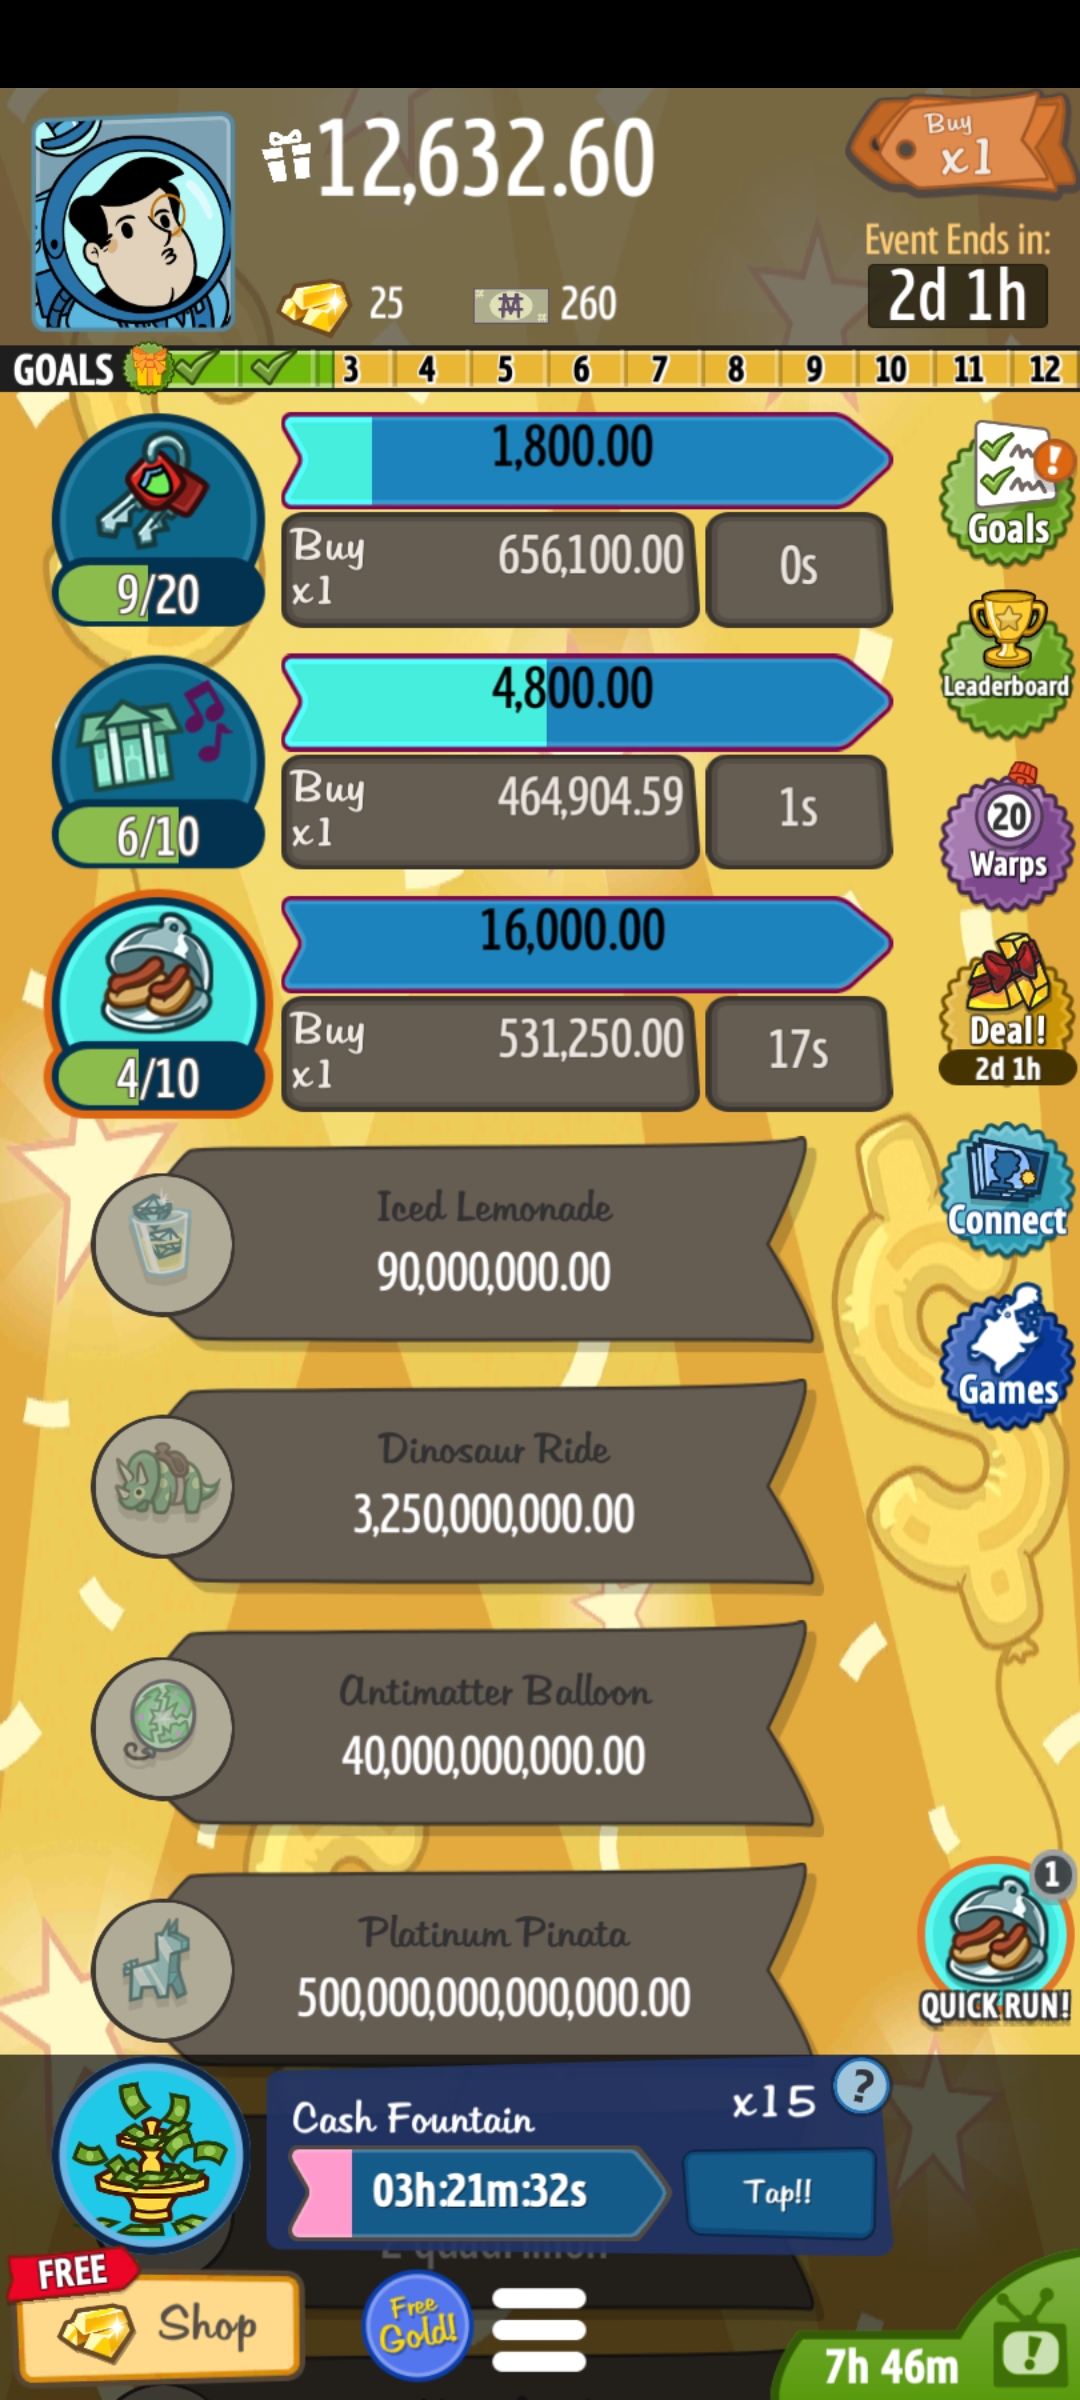 12,632.60
Buy
x1
Event Ends in:
2d 1h
25
260
GOALS 3 4 5 6 7 8 9 10 11 12
1,800.00
9/20
Buy
x1
656,100.00
0s
Goals
4,800.00
6/10
Buy
x1
464,904.59
1s
Leaderboard
20
Warps
16,000.00
4/10
Buy
x1
531,250.00
17s
Deal!
2d 1h
Connect
Iced Lemonade
90,000,000.00
Games
Dinosaur Ride
3,250,000,000.00
Antimatter Balloon
40,000,000,000.00
Platinum Pinata
500,000,000,000,000.00
1
QUICK RUN!
Cash Fountain
x15
?
03h:21m:32s
Tap!!
FREE
Shop
Free
Gold!
7h 46m